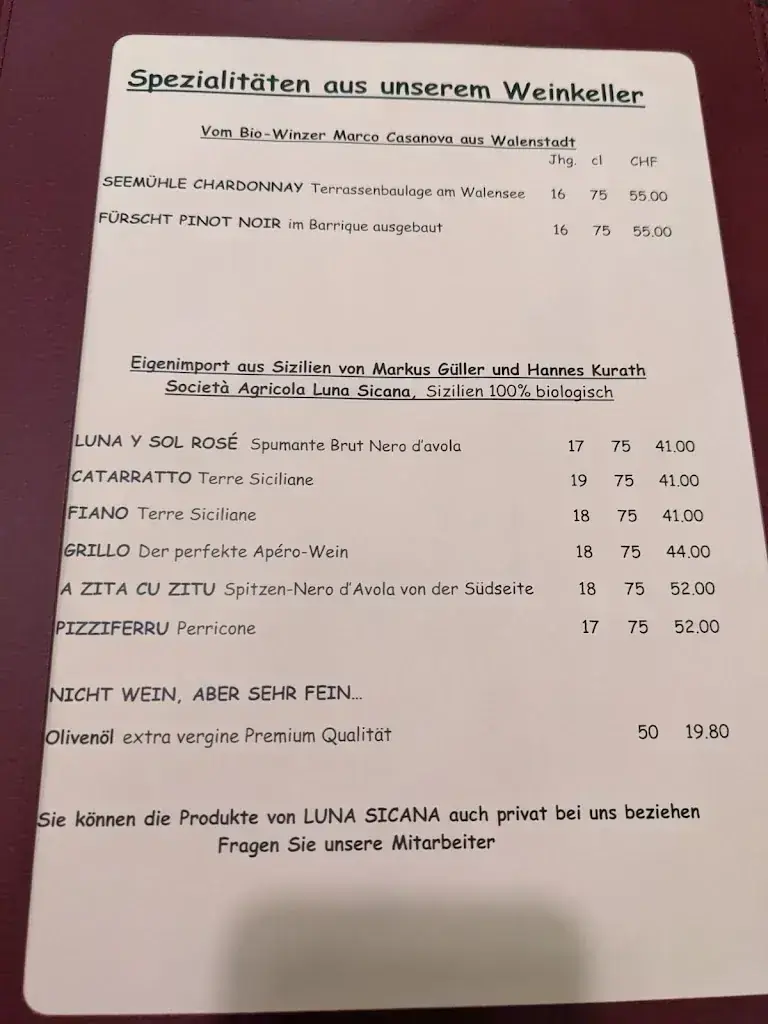 Spezialitäten aus unserem Weinkeller
Vom Bio-Winzer Marco Casanova aus Walenstadt
Jhg. cl CHF
SEEMÜHLE CHARDONNAY Terrassenbaulage am Walensee 16 75 55.00
FÜRSCHT PINOT NOIR im Barrique ausgebaut 16 75 55.00
Eigenimport aus Sizilien von Markus Güller und Hannes Kurath
Società Agricola Luna Sicana, Sizilien 100% biologisch
LUNA Y SOL ROSÉ Spumante Brut Nero d'avola 17 75 41.00
CATARRATTO Terre Siciliane 19 75 41.00
FIANO Terre Siciliane 18 75 41.00
GRILLO Der perfekte Apéro-Wein 18 75 44.00
A ZITA CU ZITU Spitzen-Nero d'Avola von der Südseite 18 75 52.00
PIZZIFERRU Perricone 17 75 52.00
NICHT WEIN, ABER SEHR FEIN...
Olivenöl extra vergine Premium Qualität 50 19.80
Sie können die Produkte von LUNA SICANA auch privat bei uns beziehen
Fragen Sie unsere Mitarbeiter